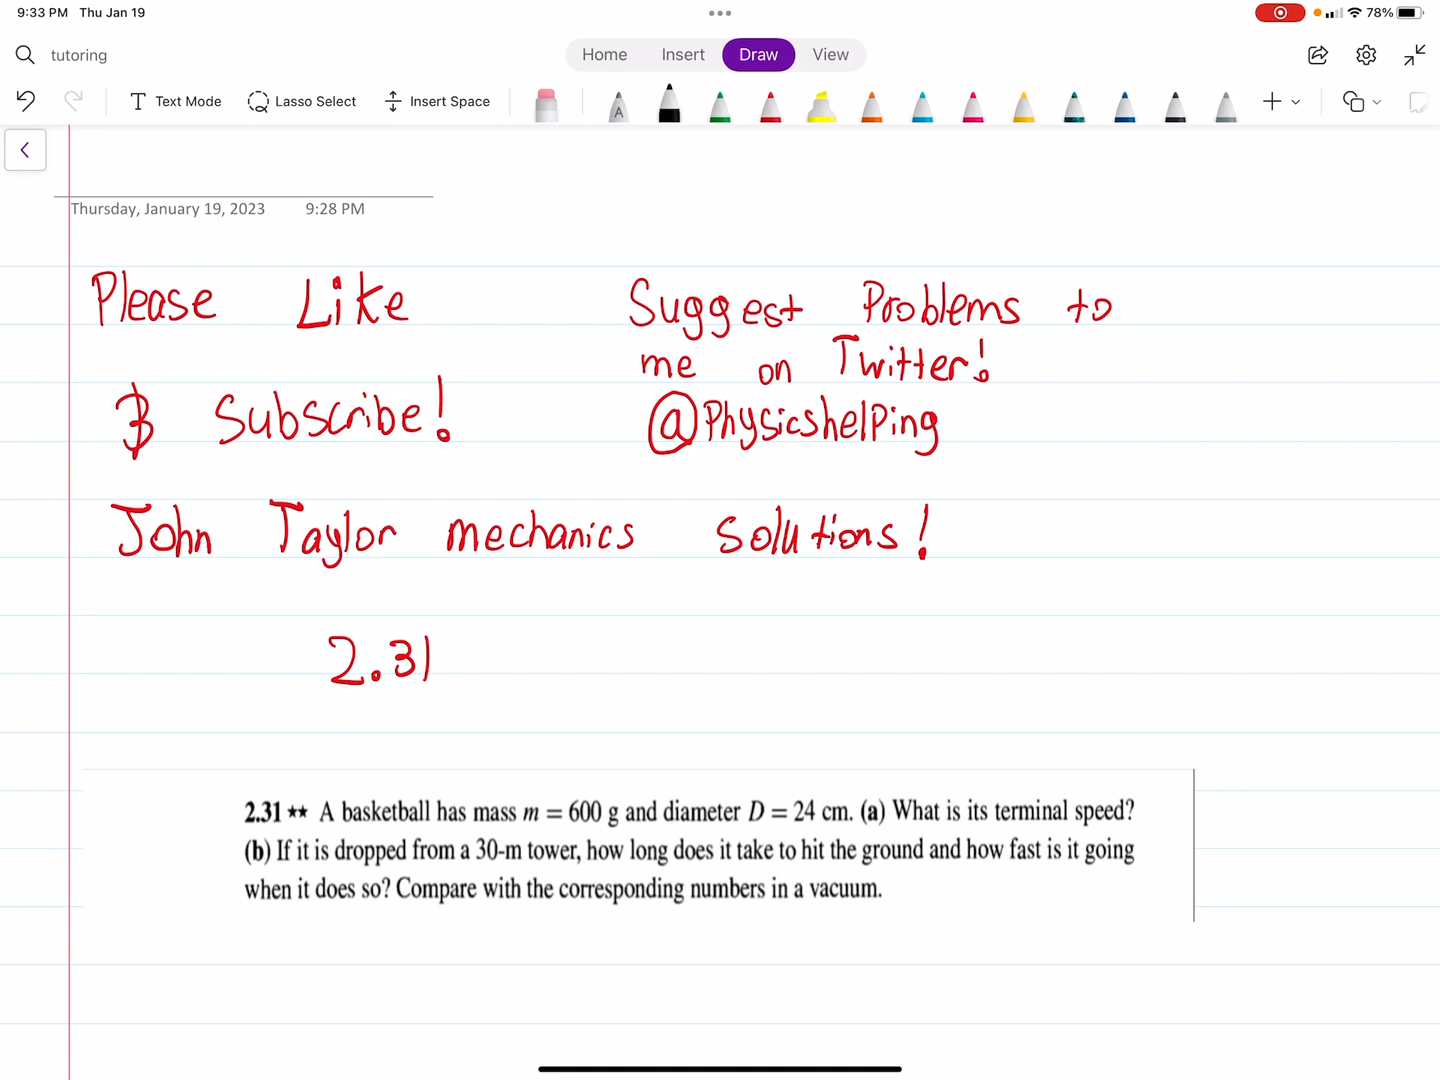 9:33 PM Thu Jan 19
78%
tutoring
Home Insert Draw View
Text Mode Lasso Select Insert Space
A
Thursday, January 19, 2023 9:28 PM
Please Like
& Subscribe!
Suggest Problems to
me on Twitter!
@Physicshelping
John Taylor mechanics solutions!
2.31
2.31 ★★ A basketball has mass m = 600 g and diameter D = 24 cm. (a) What is its terminal speed?
(b) If it is dropped from a 30-m tower, how long does it take to hit the ground and how fast is it going
when it does so? Compare with the corresponding numbers in a vacuum.